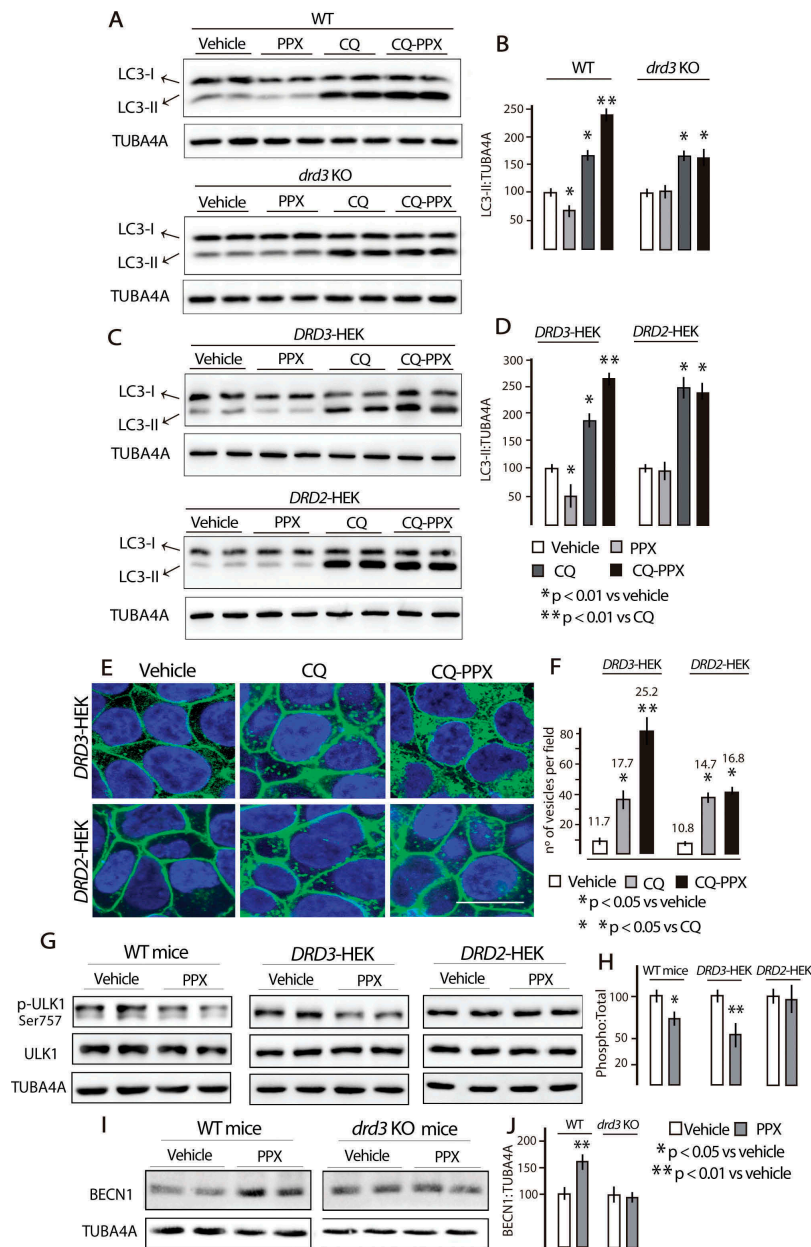 A
WT
Vehicle PPX CQ CQ-PPX
LC3-I
LC3-II
TUBA4A
drd3 KO
Vehicle PPX CQ CQ-PPX
LC3-I
LC3-II
TUBA4A
B
WT drd3 KO
LC3-II:TUBA4A
250
200
150
100
50
* * ** * *
C
DRD3-HEK
Vehicle PPX CQ CQ-PPX
LC3-I
LC3-II
TUBA4A
DRD2-HEK
Vehicle PPX CQ CQ-PPX
LC3-I
LC3-II
TUBA4A
D
DRD3-HEK DRD2-HEK
LC3-II:TUBA4A
300
250
200
150
100
50
* * ** * *
Vehicle PPX
CQ CQ-PPX
* p < 0.01 vs vehicle
** p < 0.01 vs CQ
E
Vehicle CQ CQ-PPX
DRD3-HEK
DRD2-HEK
F
DRD3-HEK DRD2-HEK
nº of vesicles per field
80
60
40
20
11.7 17.7 25.2 10.8 14.7 16.8
* ** * *
Vehicle CQ CQ-PPX
* p < 0.05 vs vehicle
* * p < 0.05 vs CQ
G
WT mice DRD3-HEK DRD2-HEK
Vehicle PPX Vehicle PPX Vehicle PPX
p-ULK1
Ser757
ULK1
TUBA4A
H
WT mice DRD3-HEK DRD2-HEK
Phospho:Total
100
50
20
* **
I
WT mice drd3 KO mice
Vehicle PPX Vehicle PPX
BECN1
TUBA4A
J
WT drd3 KO
BECN1:TUBA4A
200
150
100
**
Vehicle PPX
* p < 0.05 vs vehicle
** p < 0.01 vs vehicle